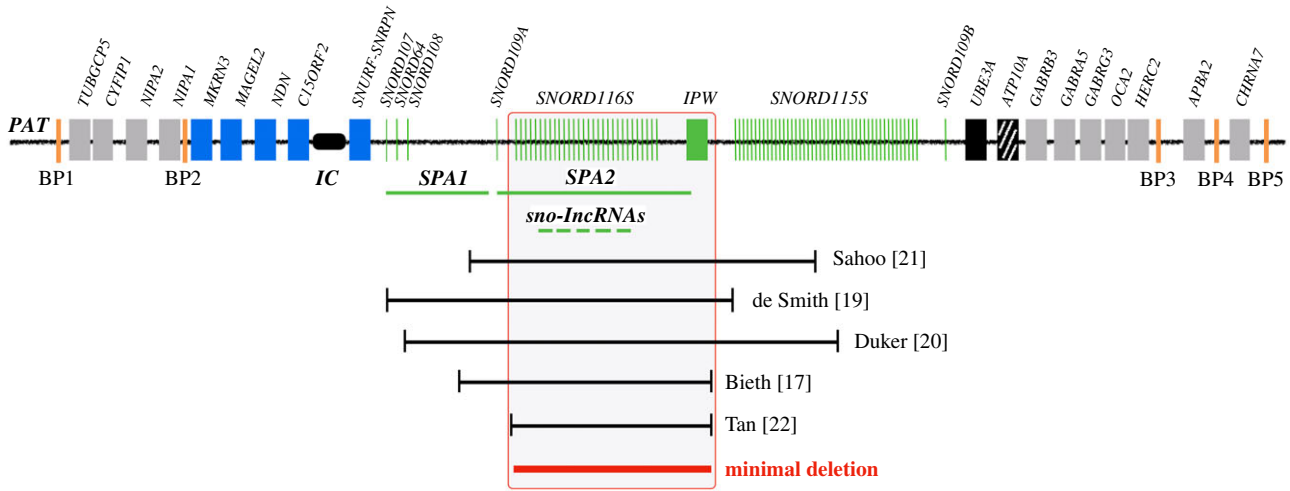 TUBGCP5 CYFIP1 NIPA2 NIPA1 MKRN3 MAGEL2 NDN C15ORF2 SNURF-SNRPN SNORD107 SNORD64 SNORD108 SNORD109A SNORD116S IPW SNORD115S SNORD109B UBE3A ATP10A GABRB3 GABRA5 GABRG3 OCA2 HERC2 APBA2 CHRNA7
PAT
BP1 BP2 IC SPA1 SPA2 BP3 BP4 BP5
sno-lncRNAs
Sahoo [21]
de Smith [19]
Duker [20]
Bieth [17]
Tan [22]
minimal deletion